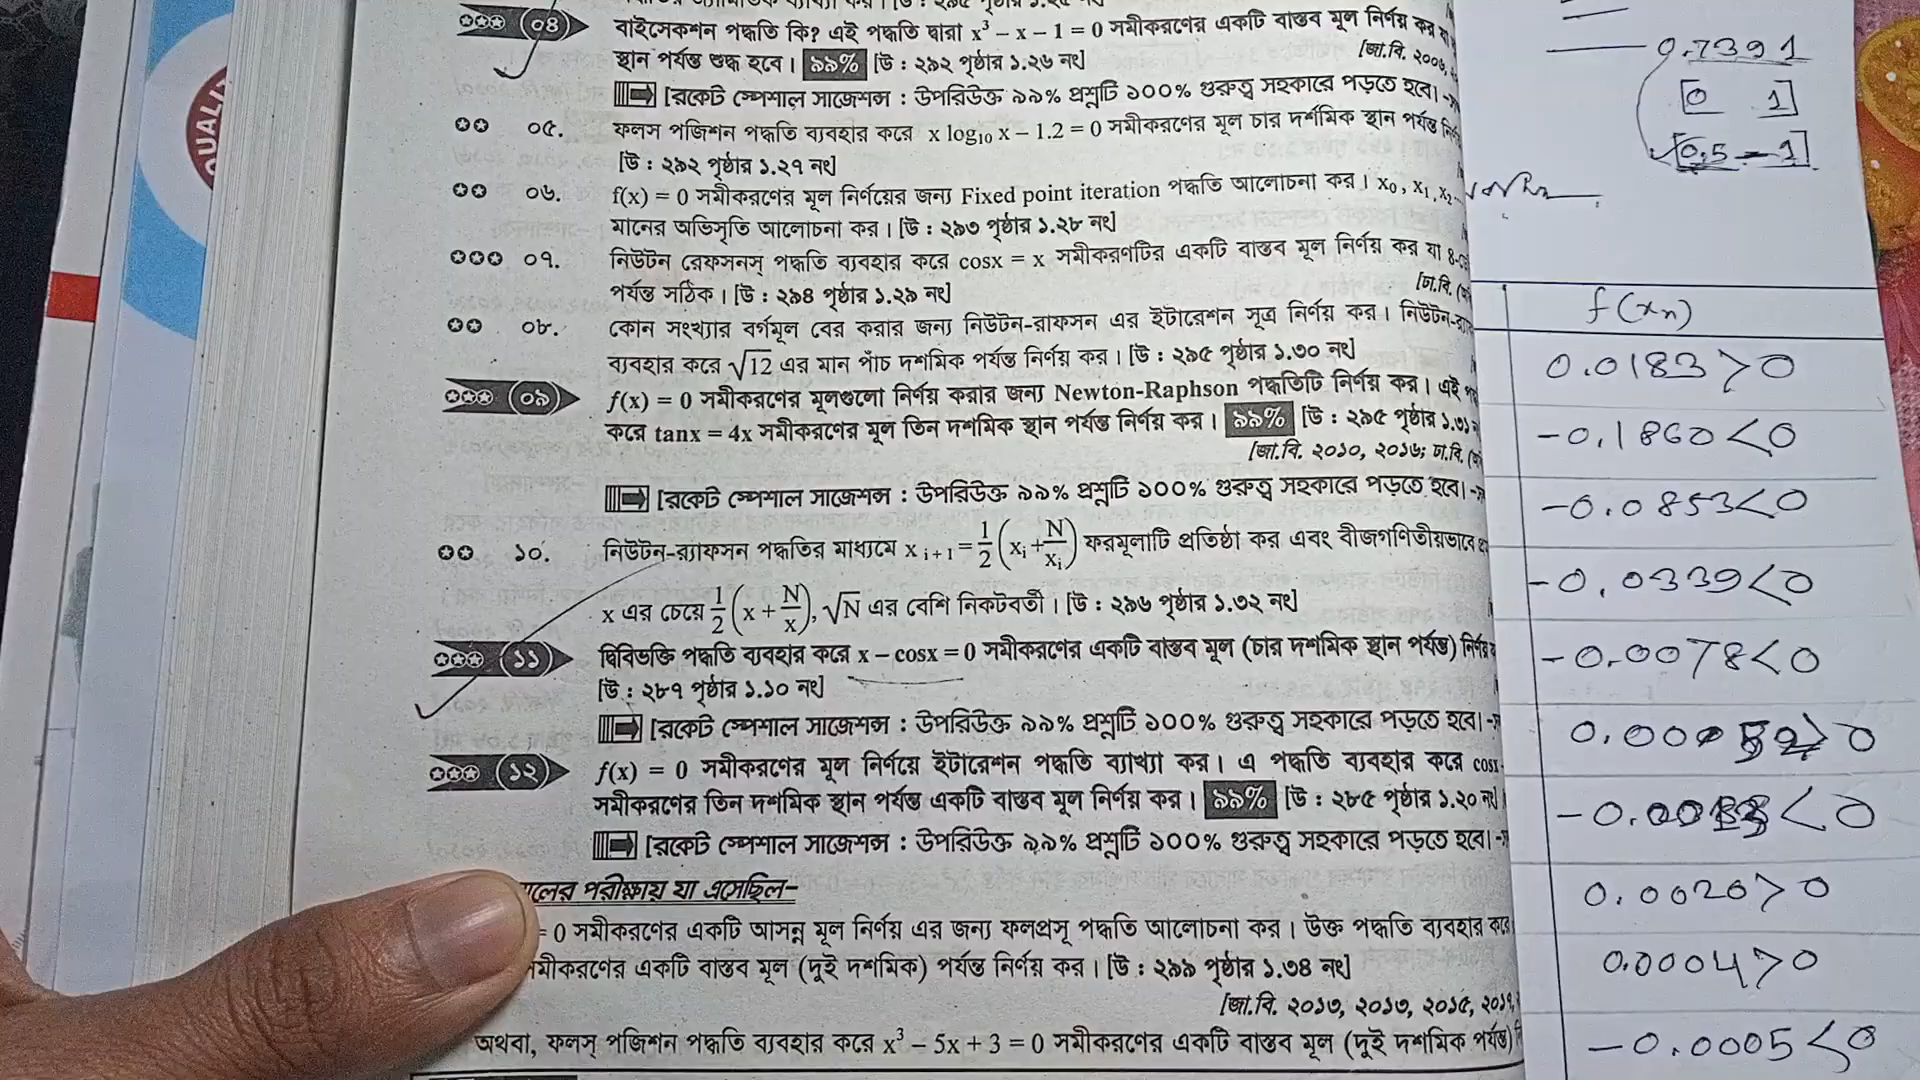 ★★★ ০৪ বাইসেকশন পদ্ধতি কি? এই পদ্ধতি দ্বারা x³ – x – 1 = 0 সমীকরণের একটি বাস্তব মূল নির্ণয় কর যা
স্থান পর্যন্ত শুদ্ধ হবে। ৯৯% [উ : ২৯২ পৃষ্ঠার ১.২৬ নং]
[জা.বি. ২০০৬,
[রকেট স্পেশাল সাজেশন্স : উপরিউক্ত ৯৯% প্রশ্নটি ১০০% গুরুত্ব সহকারে পড়তে হবে।
★★ ০৫. ফলস পজিশন পদ্ধতি ব্যবহার করে x log₁₀ x – 1.2 = 0 সমীকরণের মূল চার দশমিক স্থান পর্যন্ত
[উ : ২৯২ পৃষ্ঠার ১.২৭ নং]
★★ ০৬. f(x) = 0 সমীকরণের মূল নির্ণয়ের জন্য Fixed point iteration পদ্ধতি আলোচনা কর। x₀, x₁, x₂
মানের অভিসৃতি আলোচনা কর। [উ : ২৯৩ পৃষ্ঠার ১.২৮ নং]
★★★ ০৭. নিউটন রেফসনস্ পদ্ধতি ব্যবহার করে cosx = x সমীকরণটির একটি বাস্তব মূল নির্ণয় কর যা ৪-
পর্যন্ত সঠিক। [উ : ২৯৪ পৃষ্ঠার ১.২৯ নং]
[ঢা.বি.
★★ ০৮. কোন সংখ্যার বর্গমূল বের করার জন্য নিউটন-রাফসন এর ইটারেশন সূত্র নির্ণয় কর। নিউটন-
ব্যবহার করে √12 এর মান পাঁচ দশমিক পর্যন্ত নির্ণয় কর। [উ : ২৯৫ পৃষ্ঠার ১.৩০ নং]
★★★ ০৯ f(x) = 0 সমীকরণের মূলগুলো নির্ণয় করার জন্য Newton-Raphson পদ্ধতিটি নির্ণয় কর। এই
করে tanx = 4x সমীকরণের মূল তিন দশমিক স্থান পর্যন্ত নির্ণয় কর। ৯৯% [উ : ২৯৫ পৃষ্ঠার ১.৩১
[জা.বি. ২০১০, ২০১৬; ঢা.বি.
[রকেট স্পেশাল সাজেশন্স : উপরিউক্ত ৯৯% প্রশ্নটি ১০০% গুরুত্ব সহকারে পড়তে হবে।
★★ ১০. নিউটন-র‍্যাফসন পদ্ধতির মাধ্যমে x i+1 = 1/2 (xᵢ + N/xᵢ) ফরমূলাটি প্রতিষ্ঠা কর এবং বীজগণিতীয়ভাবে
x এর চেয়ে 1/2 (x + N/x), √N এর বেশি নিকটবর্তী। [উ : ২৯৬ পৃষ্ঠার ১.৩২ নং]
★★★ ১১ দ্বিবিভক্তি পদ্ধতি ব্যবহার করে x – cosx = 0 সমীকরণের একটি বাস্তব মূল (চার দশমিক স্থান পর্যন্ত) নির্ণয়
[উ : ২৮৭ পৃষ্ঠার ১.১০ নং]
[রকেট স্পেশাল সাজেশন্স : উপরিউক্ত ৯৯% প্রশ্নটি ১০০% গুরুত্ব সহকারে পড়তে হবে।
★★★ ১২ f(x) = 0 সমীকরণের মূল নির্ণয়ে ইটারেশন পদ্ধতি ব্যাখ্যা কর। এ পদ্ধতি ব্যবহার করে cosx
সমীকরণের তিন দশমিক স্থান পর্যন্ত একটি বাস্তব মূল নির্ণয় কর। ৯৯% [উ : ২৮৫ পৃষ্ঠার ১.২০ নং]
[রকেট স্পেশাল সাজেশন্স : উপরিউক্ত ৯৯% প্রশ্নটি ১০০% গুরুত্ব সহকারে পড়তে হবে।
পরীক্ষায় যা এসেছিল–
= 0 সমীকরণের একটি আসন্ন মূল নির্ণয় এর জন্য ফলপ্রসূ পদ্ধতি আলোচনা কর। উক্ত পদ্ধতি ব্যবহার করে
সমীকরণের একটি বাস্তব মূল (দুই দশমিক) পর্যন্ত নির্ণয় কর। [উ : ২৯৯ পৃষ্ঠার ১.৩৪ নং]
[জা.বি. ২০১৩, ২০১৩, ২০১৫,
অথবা, ফলস্ পজিশন পদ্ধতি ব্যবহার করে x³ – 5x + 3 = 0 সমীকরণের একটি বাস্তব মূল (দুই দশমিক পর্যন্ত)
QUALI
0.7391
[0 1]
[0.5 – 1]
f(xn)
0.0183>0
-0.1860<0
-0.0853<0
-0.0339<0
-0.0078<0
0.0020>0
0.0004>0
-0.0005<0